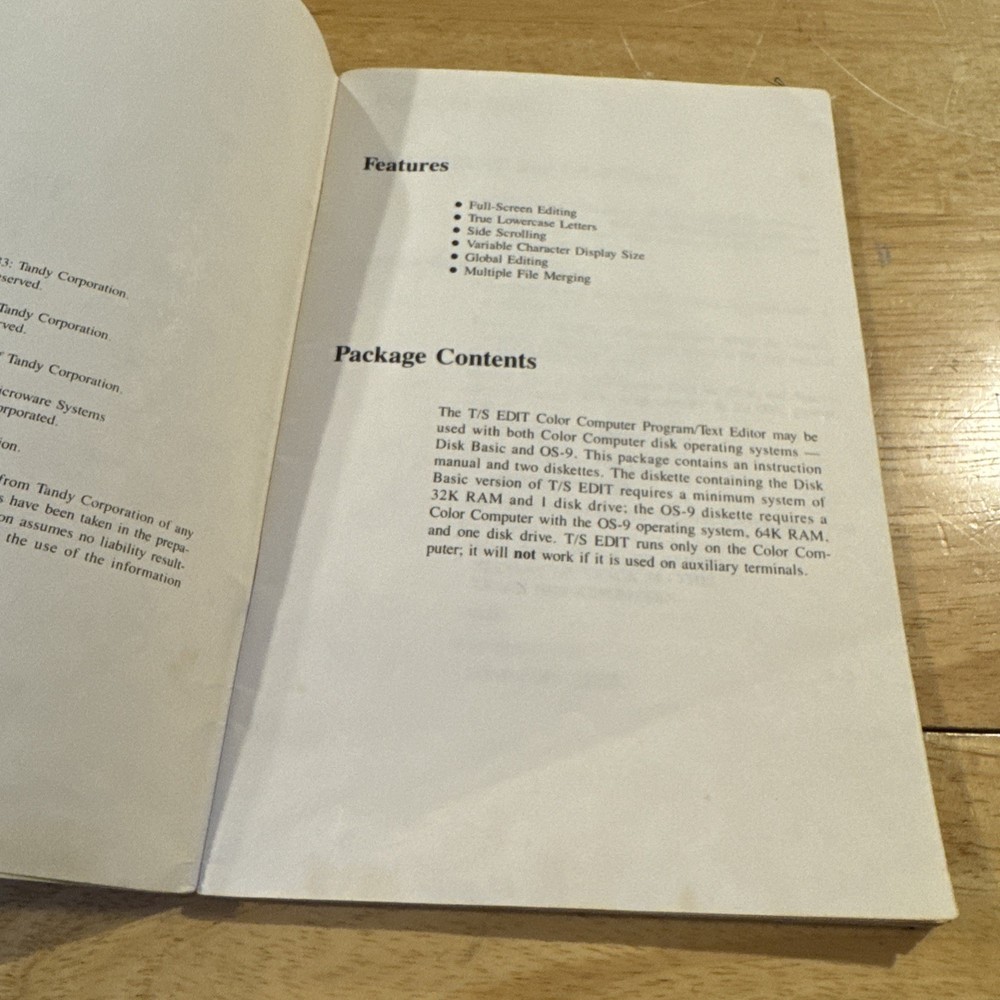 3: Tandy Corporation.
served.
Tandy Corporation
ved.
Tandy Corporation.
icroware Systems
orporated.
ion.
from Tandy Corporation of any
s have been taken in the prepa-
on assumes no liability result-
the use of the information
Features
• Full-Screen Editing
• True Lowercase Letters
• Side Scrolling
• Variable Character Display Size
• Global Editing
• Multiple File Merging
Package Contents
The T/S EDIT Color Computer Program/Text Editor may be
used with both Color Computer disk operating systems —
Disk Basic and OS-9. This package contains an instruction
manual and two diskettes. The diskette containing the Disk
Basic version of T/S EDIT requires a minimum system of
32K RAM and 1 disk drive; the OS-9 diskette requires a
Color Computer with the OS-9 operating system, 64K RAM,
and one disk drive. T/S EDIT runs only on the Color Com-
puter; it will not work if it is used on auxiliary terminals.